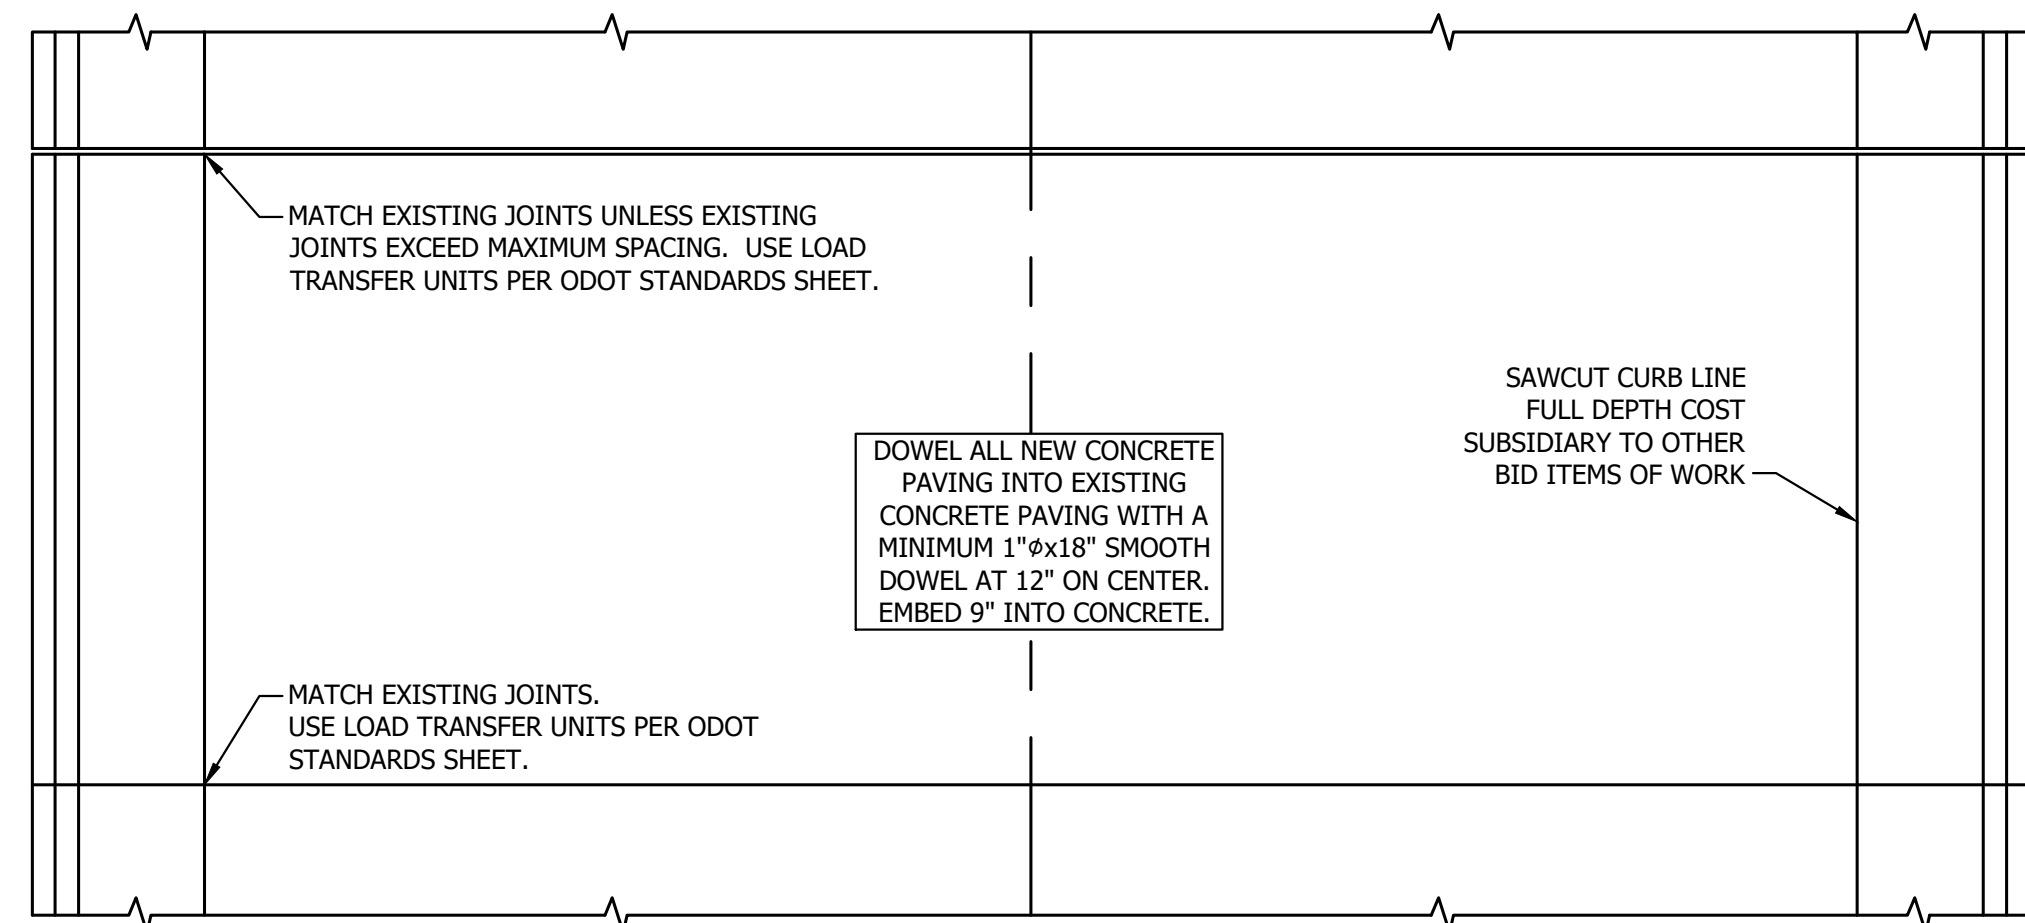 MATCH EXISTING JOINTS UNLESS EXISTING
JOINTS EXCEED MAXIMUM SPACING.  USE LOAD
TRANSFER UNITS PER ODOT STANDARDS SHEET.
SAWCUT CURB LINE
FULL DEPTH COST
SUBSIDIARY TO OTHER
BID ITEMS OF WORK
DOWEL ALL NEW CONCRETE
PAVING INTO EXISTING
CONCRETE PAVING WITH A
MINIMUM 1"⌀x18" SMOOTH
DOWEL AT 12" ON CENTER.
EMBED 9" INTO CONCRETE.
MATCH EXISTING JOINTS.
USE LOAD TRANSFER UNITS PER ODOT
STANDARDS SHEET.